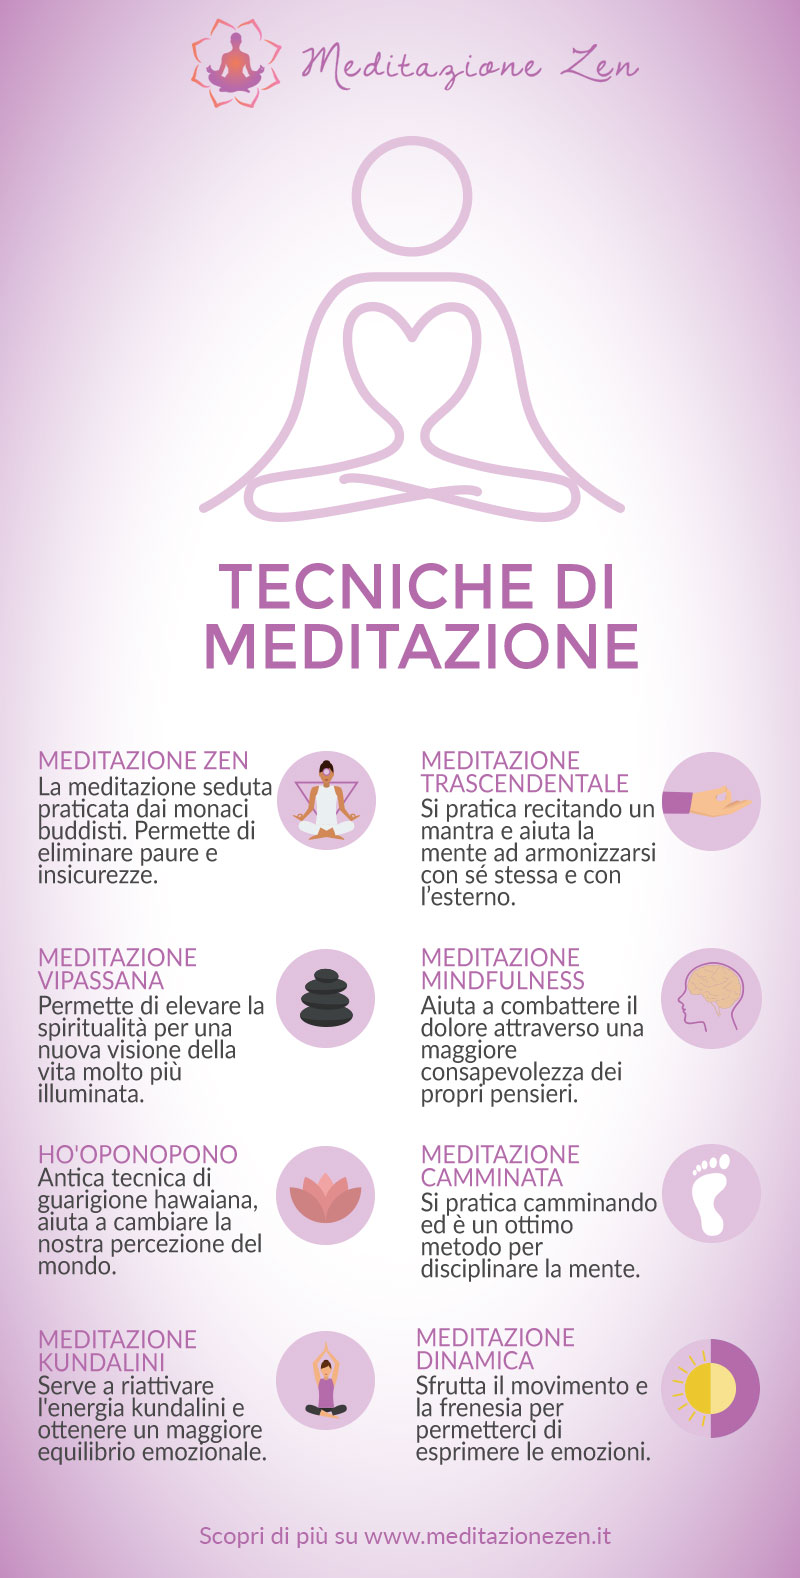 Meditazione Zen
TECNICHE DI
MEDITAZIONE
MEDITAZIONE ZEN
La meditazione seduta
praticata dai monaci
buddisti. Permette di
eliminare paure e
insicurezze.
MEDITAZIONE
TRASCENDENTALE
Si pratica recitando un
mantra e aiuta la
mente ad armonizzarsi
con sé stessa e con
l’esterno.
MEDITAZIONE
VIPASSANA
Permette di elevare la
spiritualità per una
nuova visione della
vita molto più
illuminata.
MEDITAZIONE
MINDFULNESS
Aiuta a combattere il
dolore attraverso una
maggiore
consapevolezza dei
propri pensieri.
HO'OPONOPONO
Antica tecnica di
guarigione hawaiana,
aiuta a cambiare la
nostra percezione del
mondo.
MEDITAZIONE
CAMMINATA
Si pratica camminando
ed è un ottimo
metodo per
disciplinare la mente.
MEDITAZIONE
KUNDALINI
Serve a riattivare
l'energia kundalini e
ottenere un maggiore
equilibrio emozionale.
MEDITAZIONE
DINAMICA
Sfrutta il movimento e
la frenesia per
permetterci di
esprimere le emozioni.
Scopri di più su www.meditazionezen.it